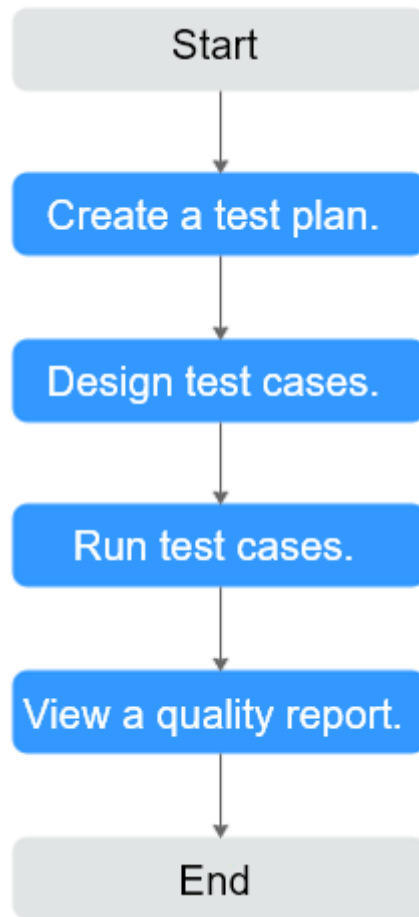 Start
Create a test plan.
Design test cases.
Run test cases.
View a quality report.
End